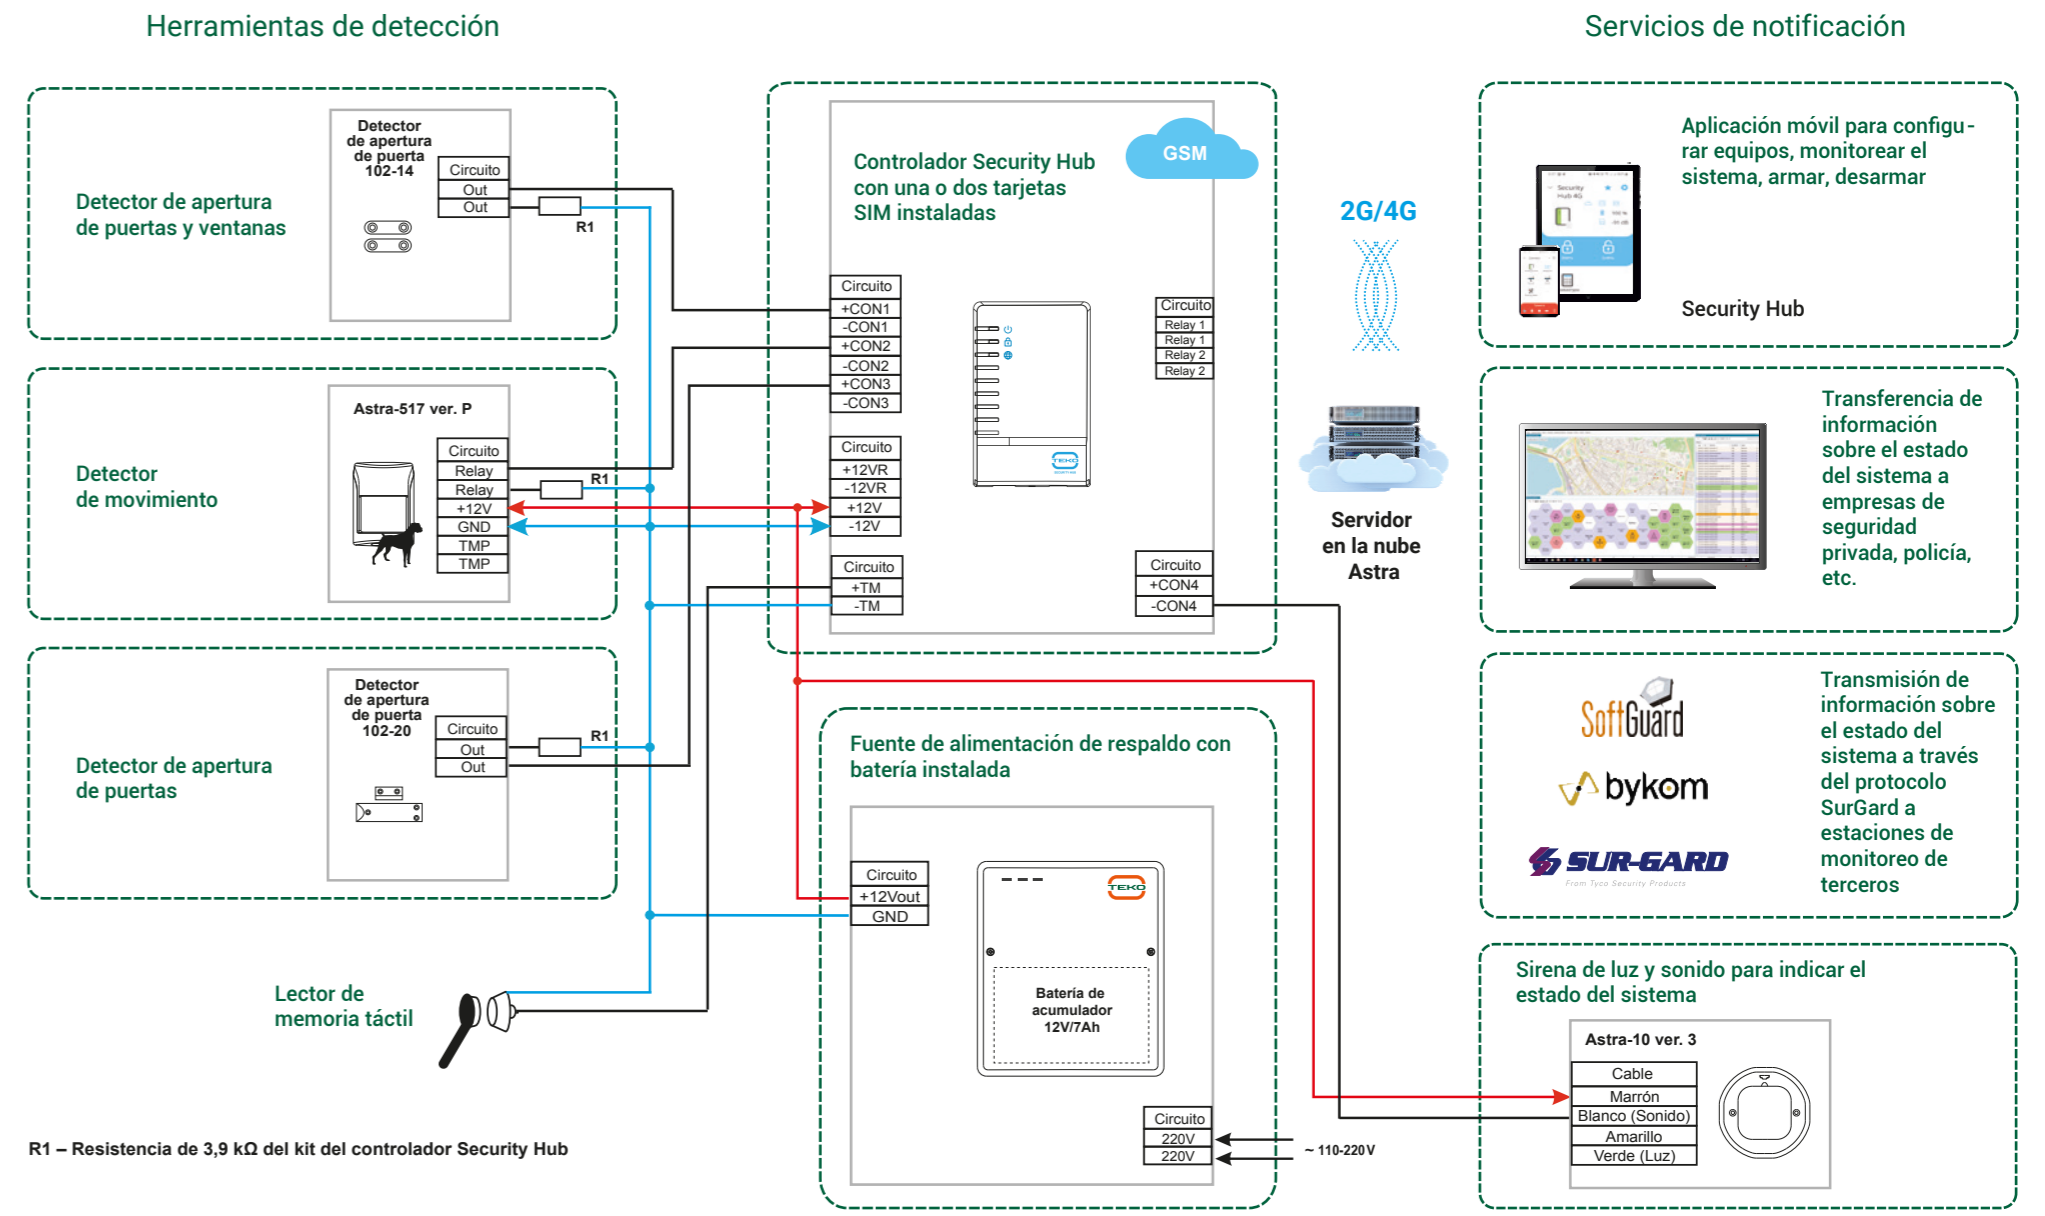 Herramientas de detección
Servicios de notificación
Detector de apertura
de puertas y ventanas
Detector
de apertura
de puerta
102-14
Circuito
Out
Out
R1
Detector
de movimiento
Astra-517 ver. P
Circuito
Relay
Relay
+12V
GND
TMP
TMP
R1
Detector de apertura
de puertas
Detector
de apertura
de puerta
102-20
Circuito
Out
Out
R1
Lector de
memoria táctil
R1 – Resistencia de 3,9 kΩ del kit del controlador Security Hub
Controlador Security Hub
con una o dos tarjetas
SIM instaladas
GSM
Circuito
+CON1
-CON1
+CON2
-CON2
+CON3
-CON3
Circuito
+12VR
-12VR
+12V
-12V
Circuito
+TM
-TM
TEKO
Circuito
Relay 1
Relay 1
Relay 2
Relay 2
Circuito
+CON4
-CON4
Fuente de alimentación de respaldo con
batería instalada
Circuito
+12Vout
GND
TEKO
Batería de
acumulador
12V/7Ah
Circuito
220V
220V
~ 110-220V
2G/4G
Servidor
en la nube
Astra
Aplicación móvil para configu-
rar equipos, monitorear el
sistema, armar, desarmar
Security
Hub 4G
Security Hub
Transferencia de
información
sobre el estado
del sistema a
empresas de
seguridad
privada, policía,
etc.
SoftGuard
bykom
SUR-GARD
From Tyco Security Products
Transmisión de
información sobre
el estado del
sistema a través
del protocolo
SurGard a
estaciones de
monitoreo de
terceros
Sirena de luz y sonido para indicar el
estado del sistema
Astra-10 ver. 3
Cable
Marrón
Blanco (Sonido)
Amarillo
Verde (Luz)